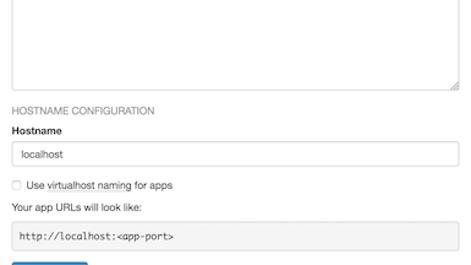 HOSTNAME CONFIGURATION
Hostname
localhost
Use virtualhost naming for apps
Your app URLs will look like:
http://localhost:<app-port>